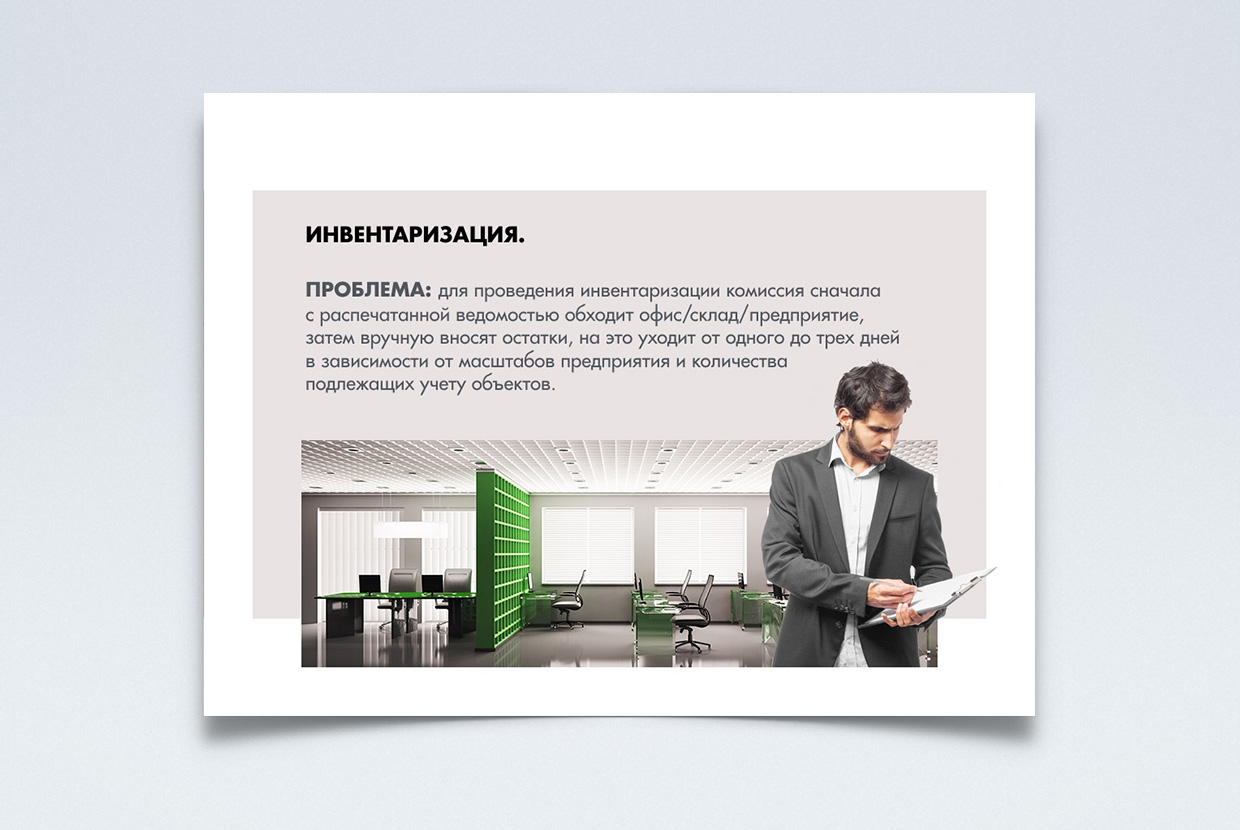 ИНВЕНТАРИЗАЦИЯ.
ПРОБЛЕМА: для проведения инвентаризации комиссия сначала
с распечатанной ведомостью обходит офис/склад/предприятие,
затем вручную вносят остатки, на это уходит от одного до трех дней
в зависимости от масштабов предприятия и количества
подлежащих учету объектов.